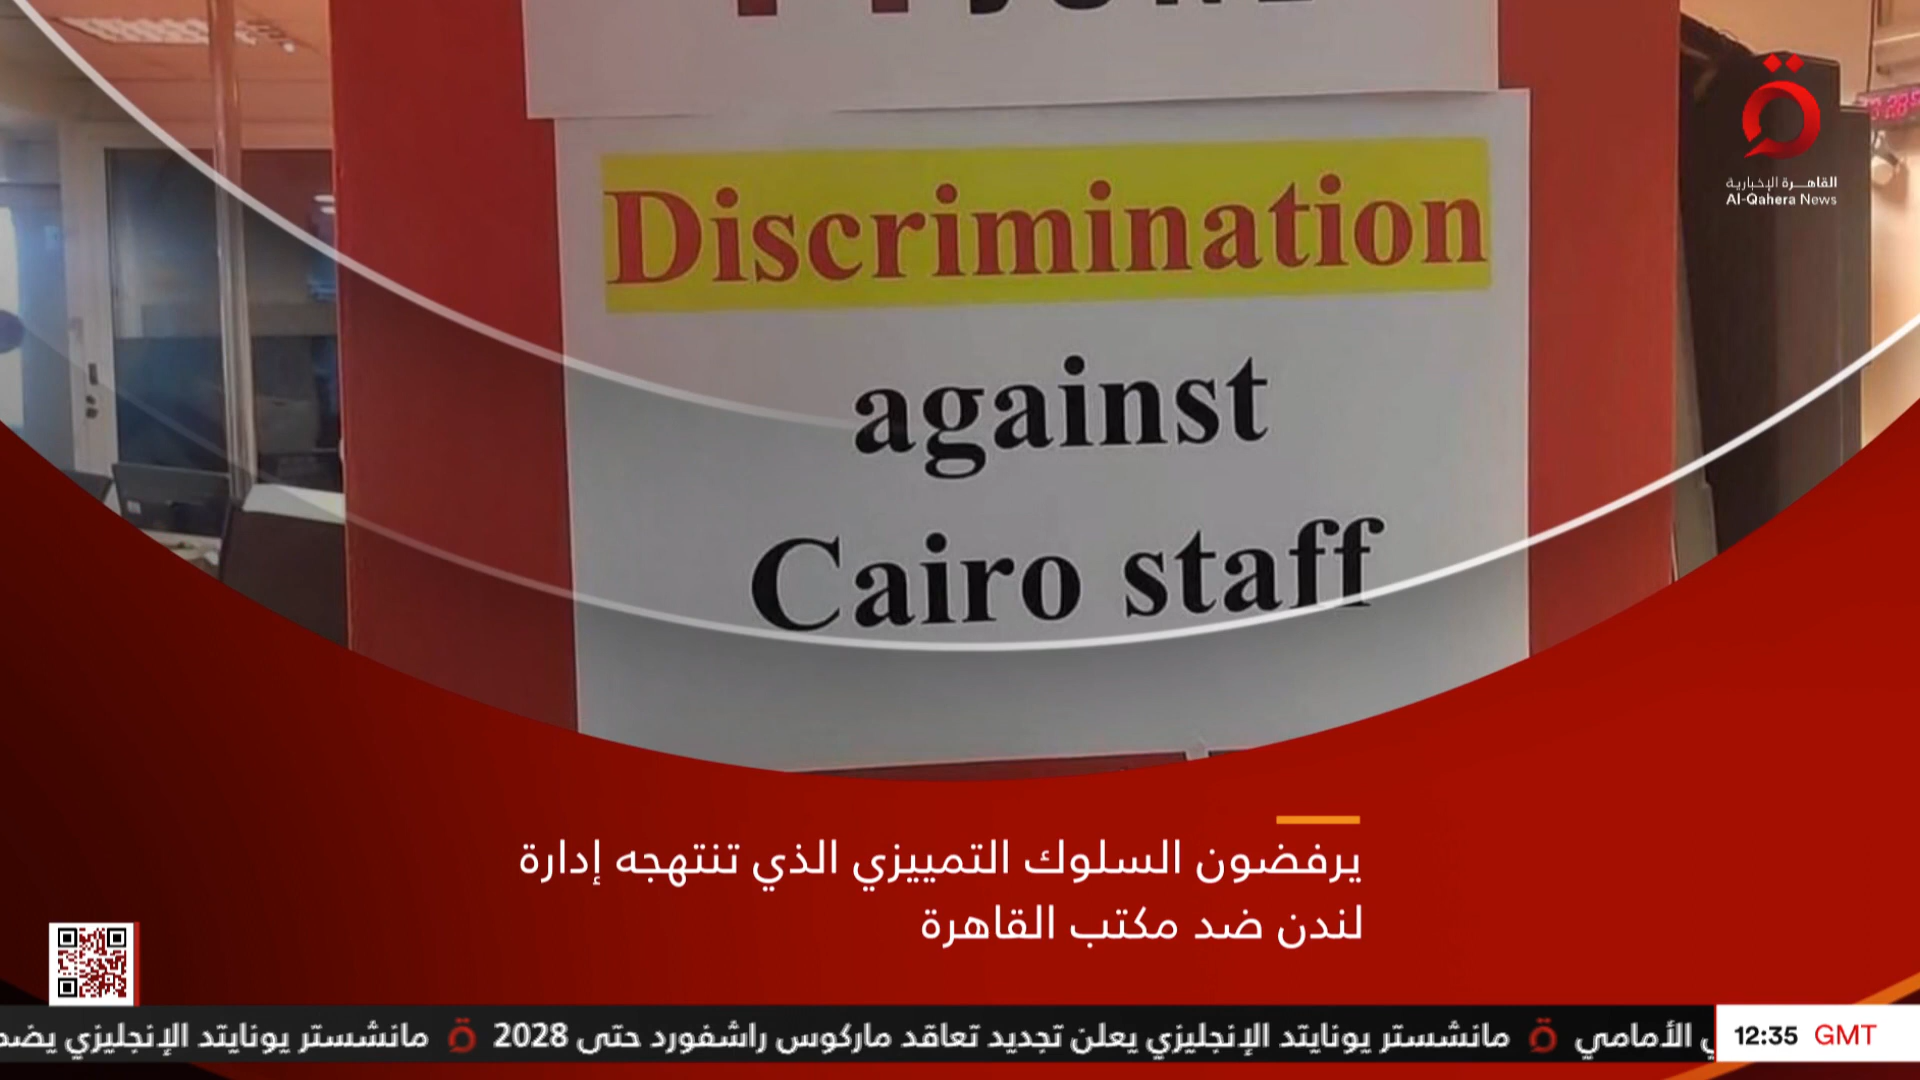 Discrimination
against
Cairo staff
القاهـرة الإخبارية
Al-Qahera News
يرفضون السلوك التمييزي الذي تنتهجه إدارة
لندن ضد مكتب القاهرة
الأمامي مانشستر يونايتد الإنجليزي يعلن تجديد تعاقد ماركوس راشفورد حتى 2028 مانشستر يونايتد الإنجليزي
12:35 GMT